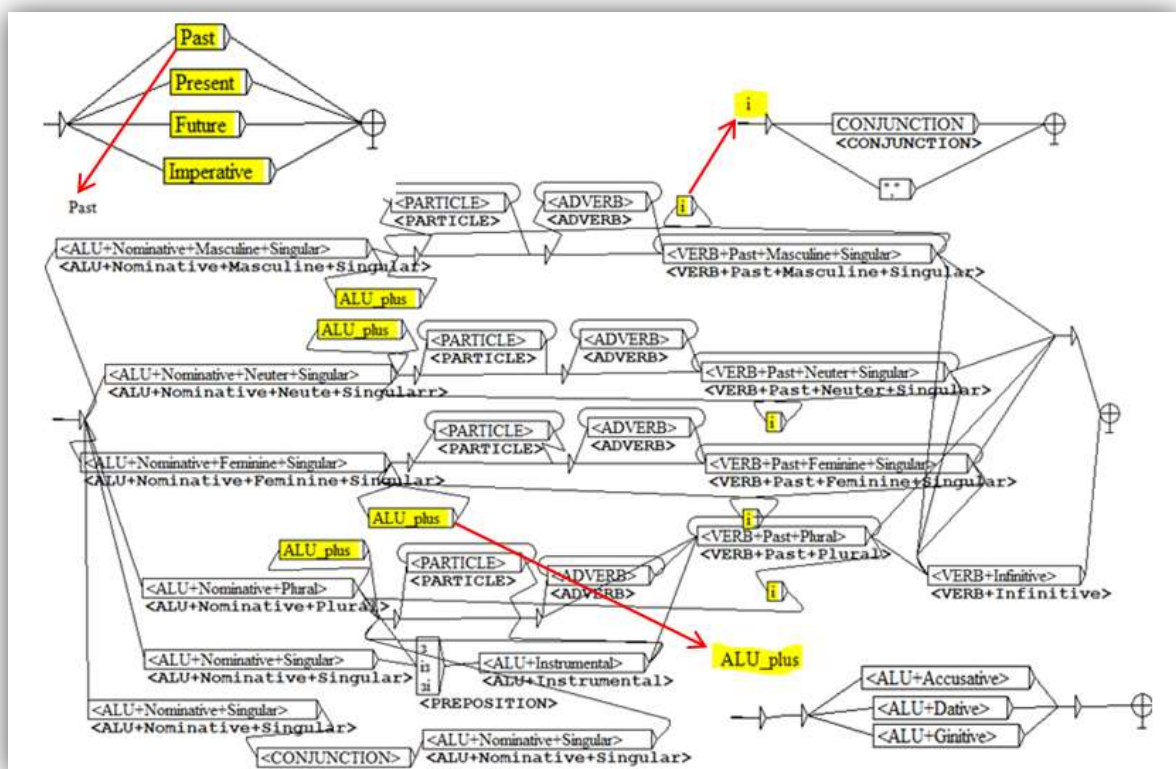 Past
Present
Future
Imperative
i
CONJUNCTION
<CONJUNCTION>
","
Past
<PARTICLE>
<PARTICLE>
<ADVERB>
<ADVERB>
i
<ALU+Nominative+Masculine+Singular>
<ALU+Nominative+Masculine+Singular>
<VERB+Past+Masculine+Singular>
<VERB+Past+Masculine+Singular>
ALU_plus
ALU_plus
<PARTICLE>
<PARTICLE>
<ADVERB>
<ADVERB>
<ALU+Nominative+Neuter+Singular>
<ALU+Nominative+Neute+Singularr>
<VERB+Past+Neuter+Singular>
<VERB+Past+Neuter+Singular>
i
<PARTICLE>
<PARTICLE>
<ADVERB>
<ADVERB>
<ALU+Nominative+Feminine+Singular>
<ALU+Nominative+Feminine+Singular>
<VERB+Past+Feminine+Singular>
<VERB+Past+Feminine+Singular>
ALU_plus
i
ALU_plus
<VERB+Past+Plural>
<VERB+Past+Plural>
<PARTICLE>
<PARTICLE>
<ADVERB>
<ADVERB>
<ALU+Nominative+Plural>
<ALU+Nominative+Plural>
i
<VERB+Infinitive>
<VERB+Infinitive>
<ALU+Nominative+Singular>
<ALU+Nominative+Singular>
з
із
зі
<PREPOSITION>
<ALU+Instrumental>
<ALU+Instrumental>
ALU_plus
<ALU+Nominative+Singular>
<ALU+Nominative+Singular>
<CONJUNCTION>
<ALU+Nominative+Singular>
<ALU+Nominative+Singular>
<ALU+Accusative>
<ALU+Dative>
<ALU+Ginitive>